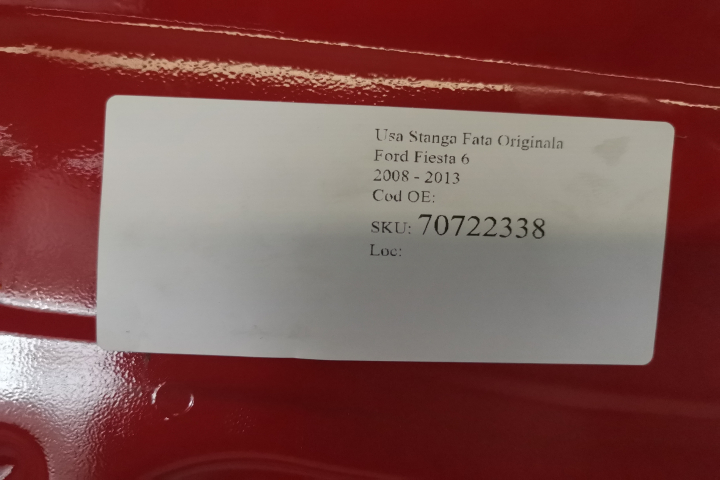 Usa Stanga Fata Originala
Ford Fiesta 6
2008 - 2013
Cod OE:
SKU: 70722338
Loc: